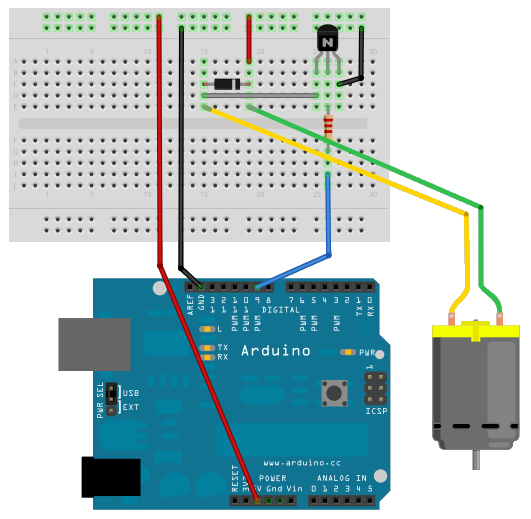 1 5 10 15 20 25 30
A
B
C
D
E
F
G
H
I
J
N
AREF
GND
13
12
11
10
9
8
7
6
5
4
3
2
1
0
PWM
PWM
PWM
PWM
PWM
PWM
TX
RX
DIGITAL
L
TX
RX
Arduino
PWR
1
ICSP
PWR SEL
USB
EXT
www.arduino.cc
POWER
ANALOG IN
RESET
3V3
5V Gnd Vin
0 1 2 3 4 5